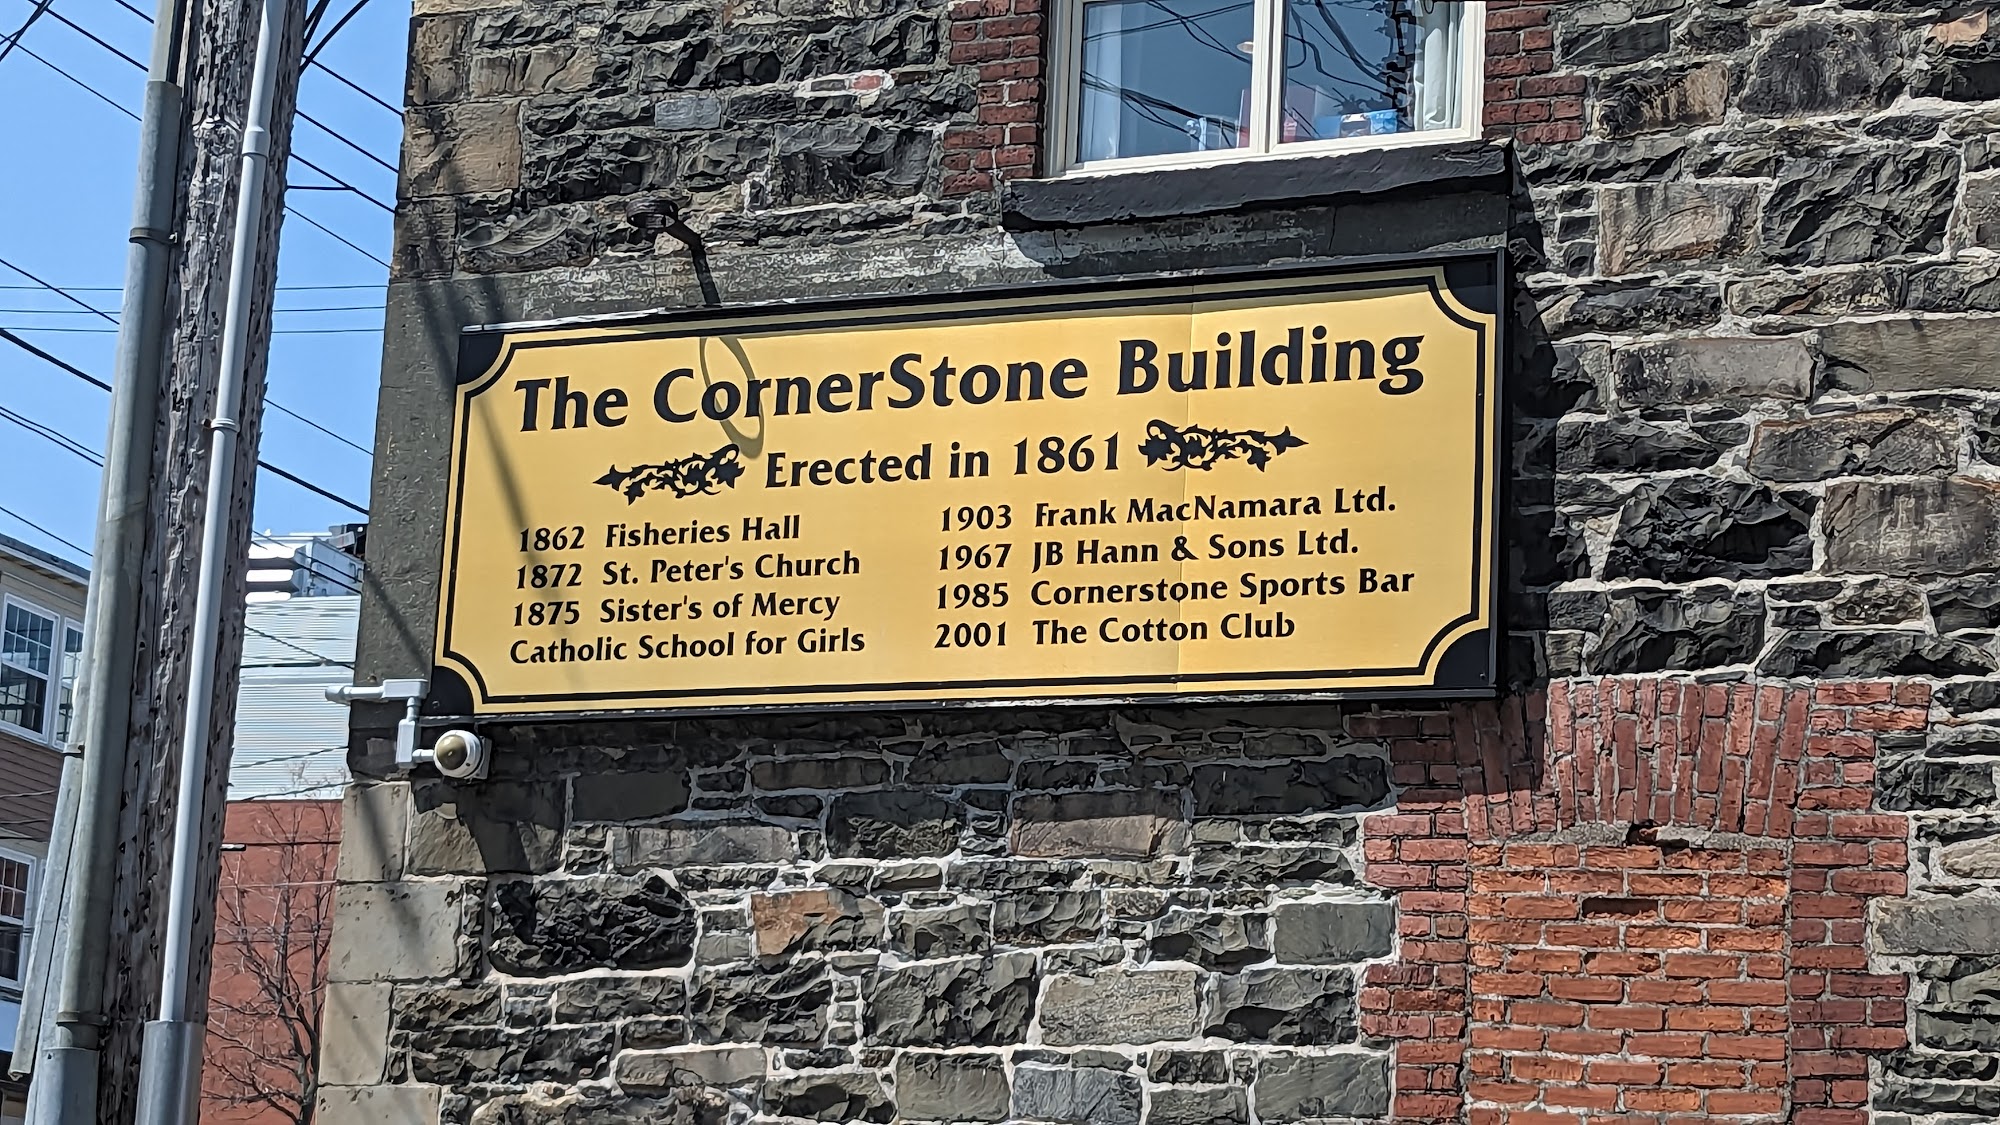 The CornerStone Building
Erected in 1861
1862 Fisheries Hall
1872 St. Peter's Church
1875 Sister's of Mercy
Catholic School for Girls
1903 Frank MacNamara Ltd.
1967 JB Hann & Sons Ltd.
1985 Cornerstone Sports Bar
2001 The Cotton Club